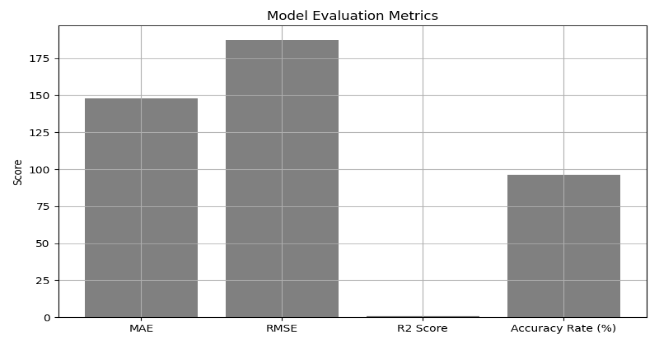 Model Evaluation Metrics
Score
175
150
125
100
75
50
25
0
MAE
RMSE
R2 Score
Accuracy Rate (%)